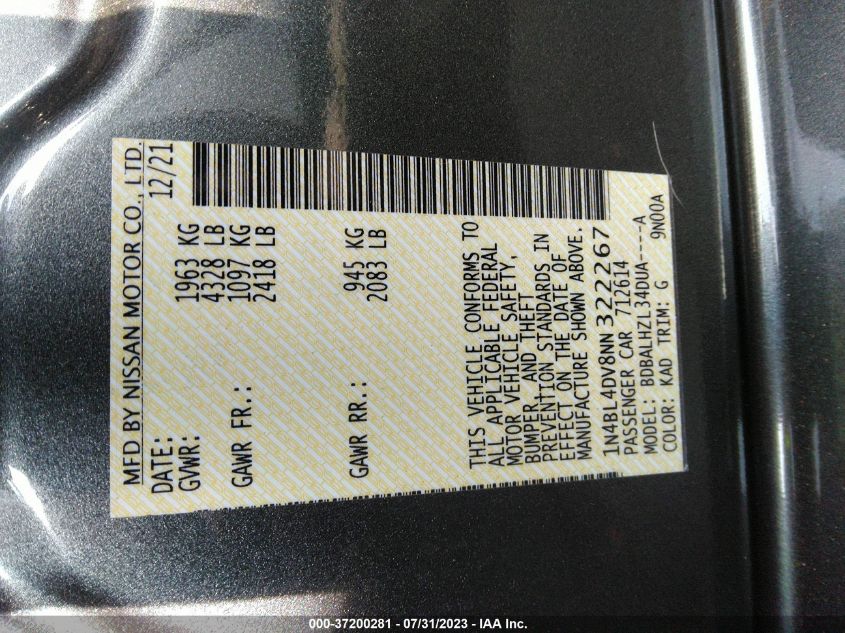 MFD BY NISSAN MOTOR CO., LTD.
DATE: 12/21
GVWR: 1963 KG
4328 LB
GAWR FR.: 1097 KG
2418 LB
GAWR RR.: 945 KG
2083 LB
THIS VEHICLE CONFORMS TO
ALL APPLICABLE FEDERAL
MOTOR VEHICLE SAFETY,
BUMPER, AND THEFT
PREVENTION STANDARDS IN
EFFECT ON THE DATE OF
MANUFACTURE SHOWN ABOVE.
1N4BL4DV8NN322267
PASSENGER CAR 712614
MODEL: BDBALHZL34DUA----A
COLOR: KAD TRIM: G 9N00A
000-37200281 - 07/31/2023 - IAA Inc.